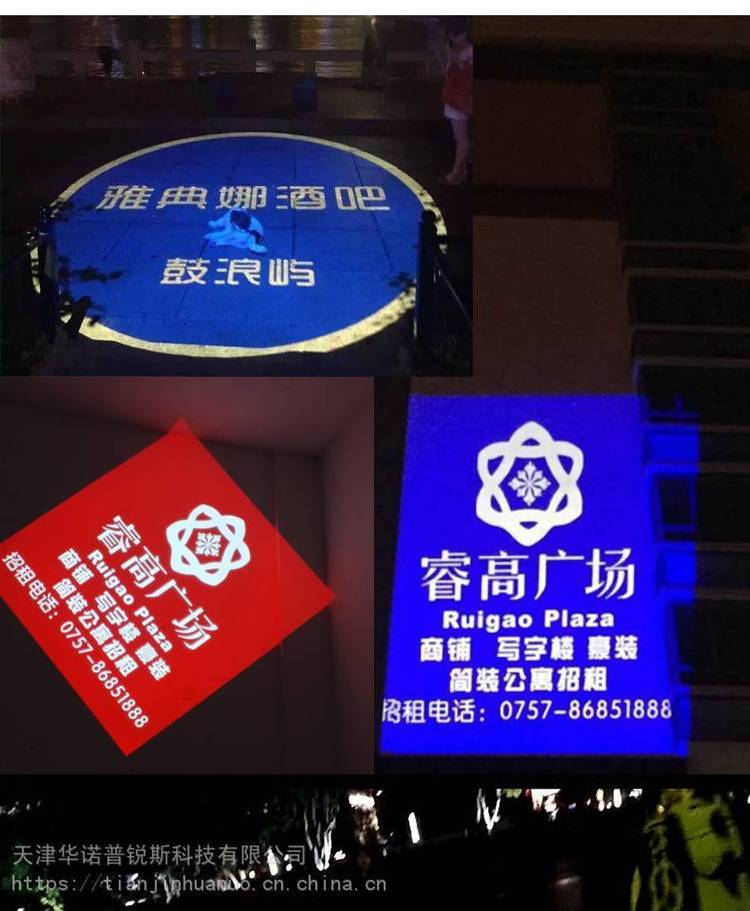 雅典娜酒吧
鼓浪屿
睿高广场
Ruigao Plaza
商铺 写字楼 豪装
简装公寓招租
招租电话：0757-86851888
睿高广场
Ruigao Plaza
商铺 写字楼 豪装
简装公寓招租
招租电话：0757-86851888
天津华诺普锐斯科技有限公司
https://tianjinhuanuo.cn.china.cn